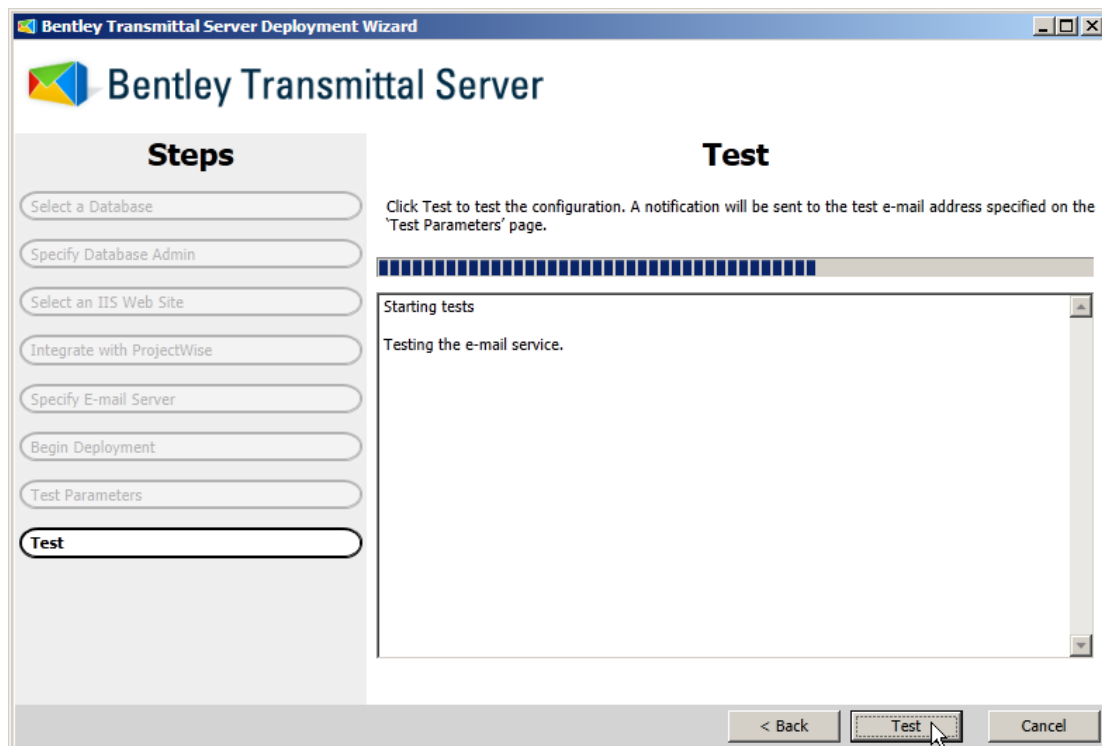 Bentley Transmittal Server Deployment Wizard
Bentley Transmittal Server
Steps
Select a Database
Specify Database Admin
Select an IIS Web Site
Integrate with ProjectWise
Specify E-mail Server
Begin Deployment
Test Parameters
Test
Test
Click Test to test the configuration. A notification will be sent to the test e-mail address specified on the
'Test Parameters' page.
Starting tests
Testing the e-mail service.
< Back
Test
Cancel